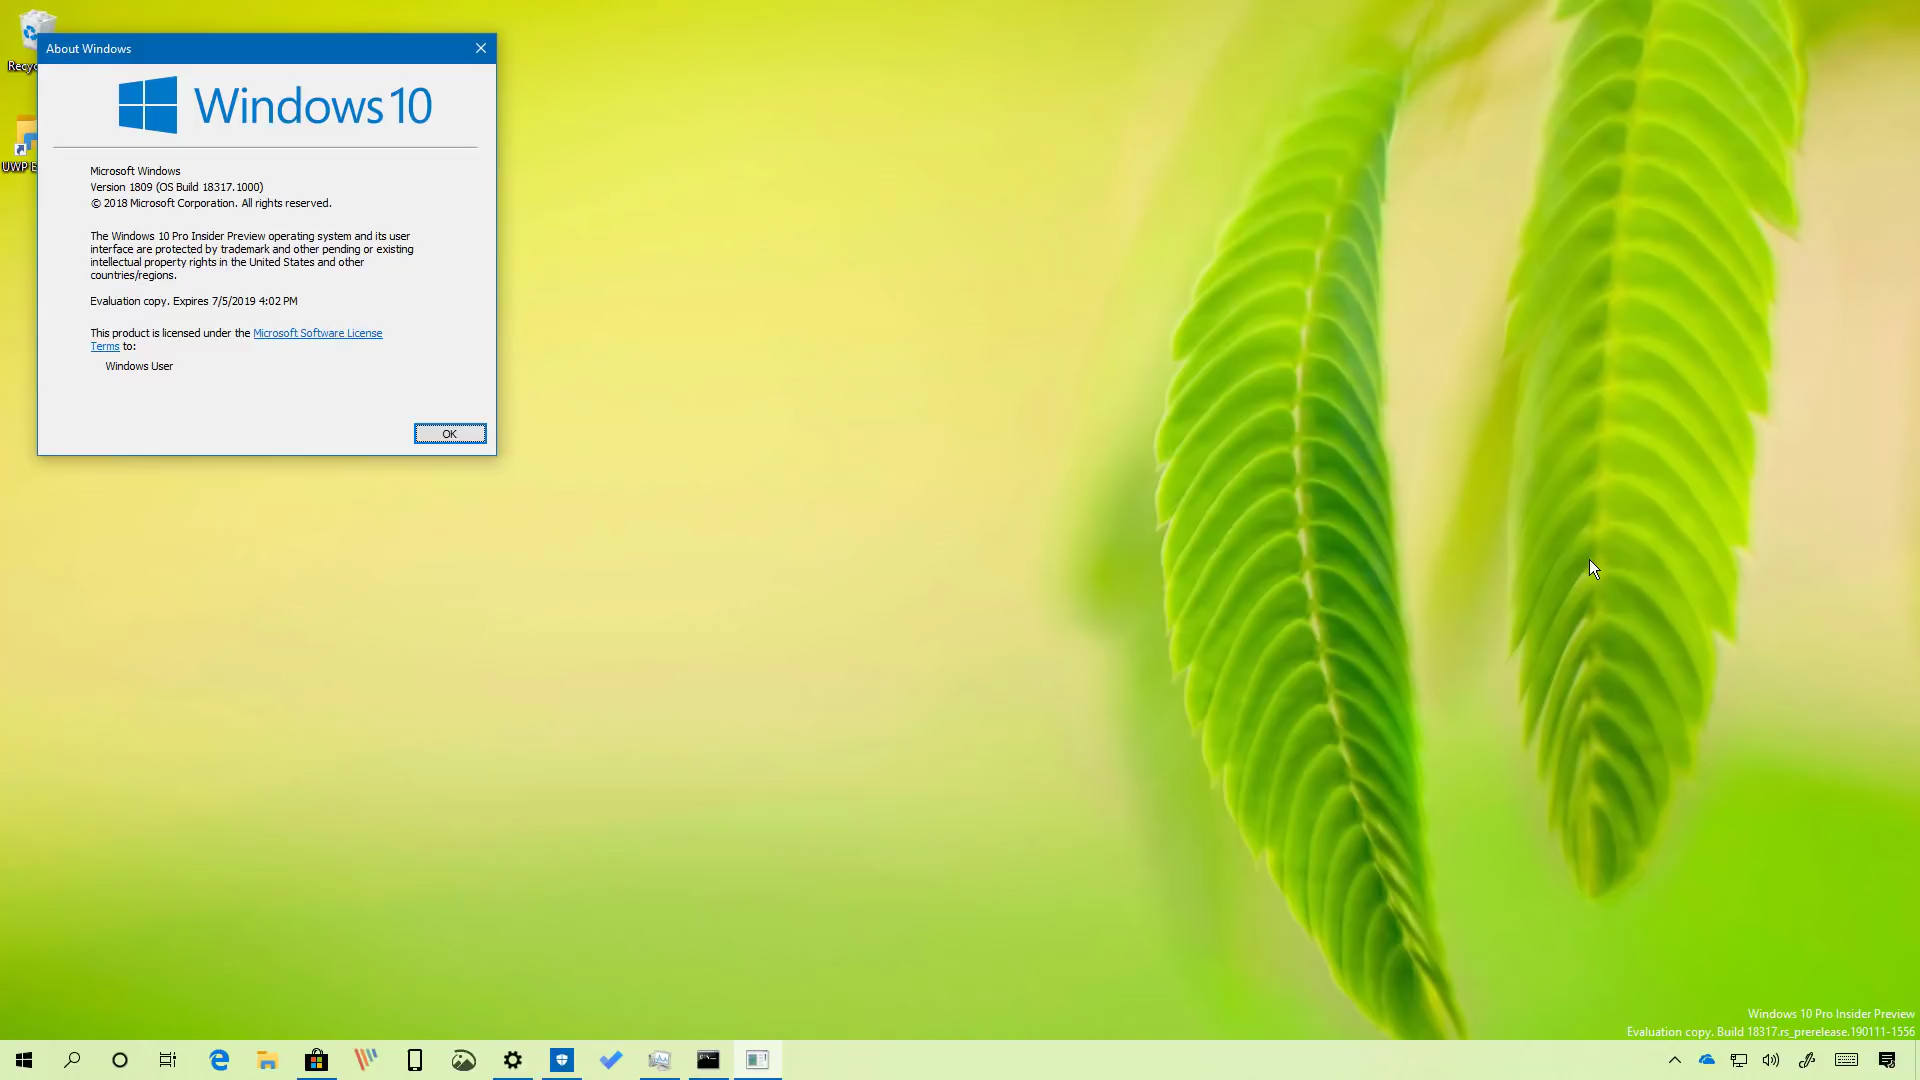 Recyc
UWP E
About Windows
Windows 10
Microsoft Windows
Version 1809 (OS Build 18317.1000)
© 2018 Microsoft Corporation. All rights reserved.
The Windows 10 Pro Insider Preview operating system and its user
interface are protected by trademark and other pending or existing
intellectual property rights in the United States and other
countries/regions.
Evaluation copy. Expires 7/5/2019 4:02 PM
This product is licensed under the Microsoft Software License
Terms to:
Windows User
OK
Windows 10 Pro Insider Preview
Evaluation copy. Build 18317.rs_prerelease.190111-1556